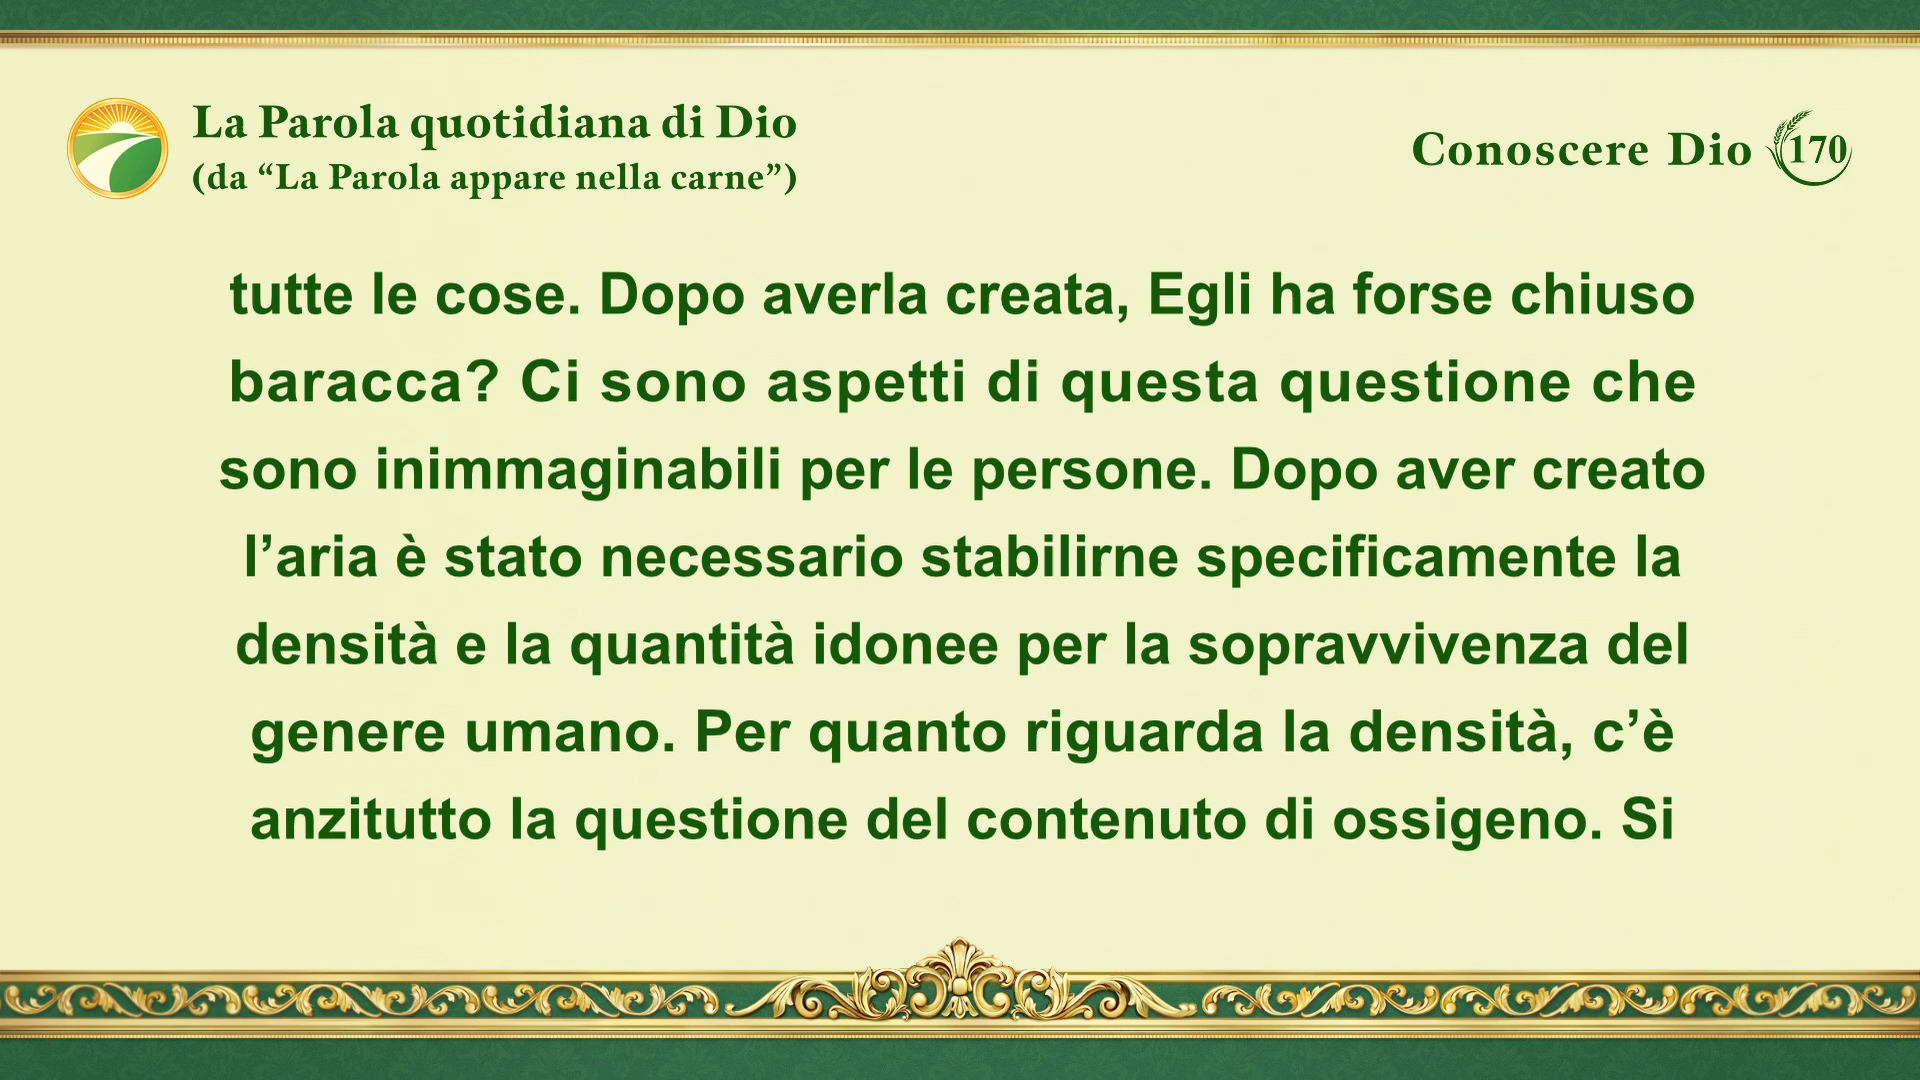 La Parola quotidiana di Dio
(da “La Parola appare nella carne”)
Conoscere Dio 170
tutte le cose. Dopo averla creata, Egli ha forse chiuso
baracca? Ci sono aspetti di questa questione che
sono inimmaginabili per le persone. Dopo aver creato
l’aria è stato necessario stabilirne specificamente la
densità e la quantità idonee per la sopravvivenza del
genere umano. Per quanto riguarda la densità, c’è
anzitutto la questione del contenuto di ossigeno. Si